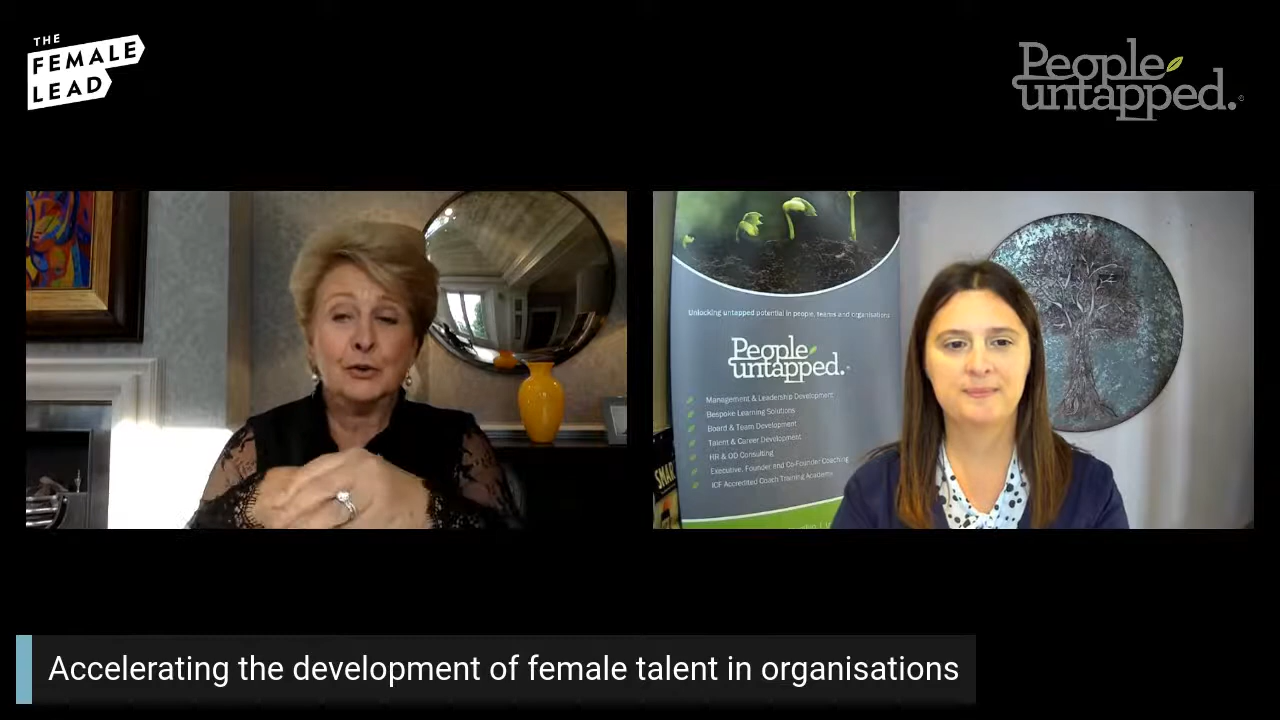 THE
FEMALE
LEAD
People
untapped.
Unlocking untapped potential in people, teams and organisations
People
untapped.
Management & Leadership Development
Bespoke Learning Solutions
Board & Team Development
Talent & Career Development
HR & OD Consulting
Executive, Founder and Co-Founder Coaching
ICF Accredited Coach Training Academy
SMAR
Accelerating the development of female talent in organisations